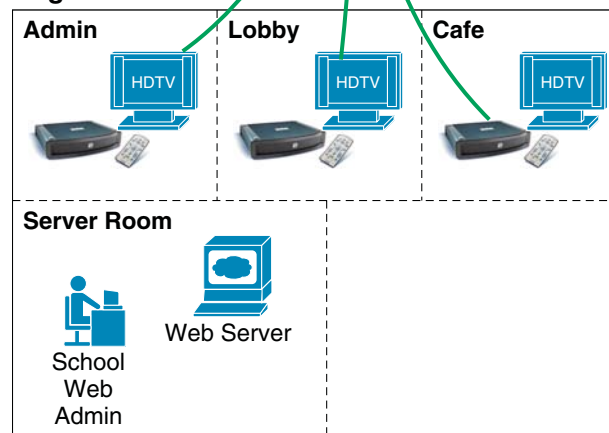 Admin
Lobby
Cafe
HDTV
HDTV
HDTV
Server Room
Web Server
School
Web
Admin